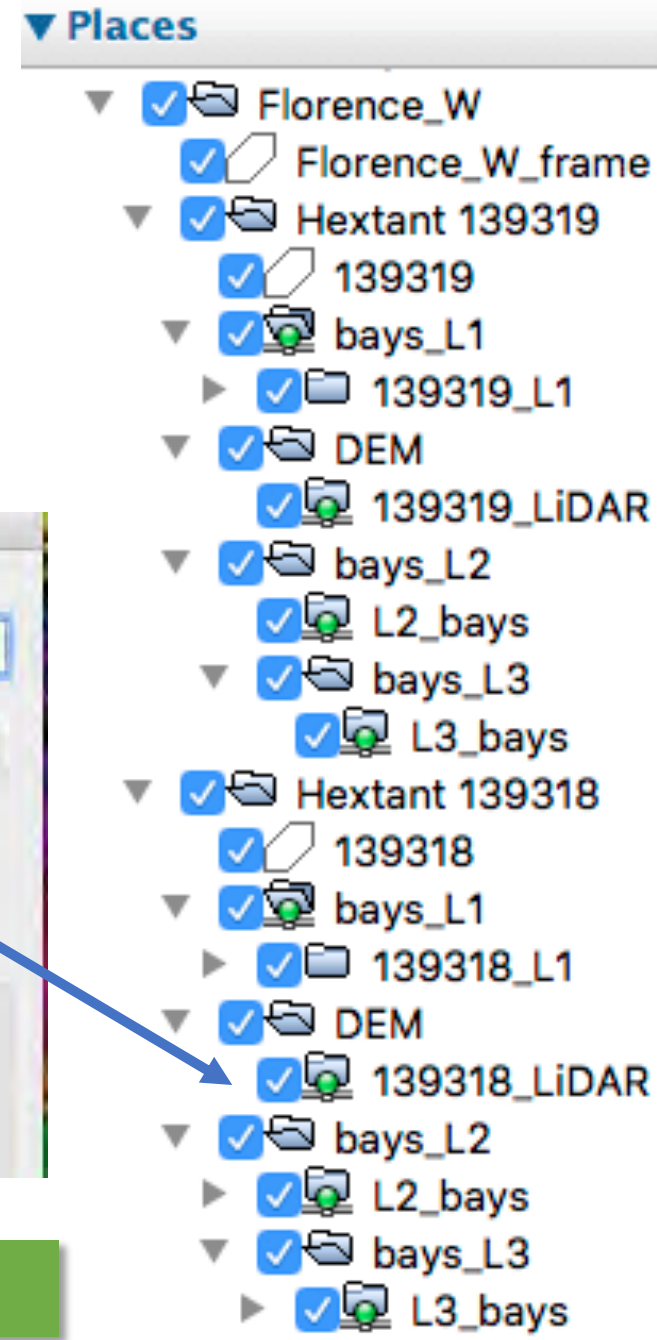 Places
Florence_W
Florence_W_frame
Hextant 139319
139319
bays_L1
139319_L1
DEM
139319_LiDAR
bays_L2
L2_bays
bays_L3
L3_bays
Hextant 139318
139318
bays_L1
139318_L1
DEM
139318_LiDAR
bays_L2
L2_bays
bays_L3
L3_bays